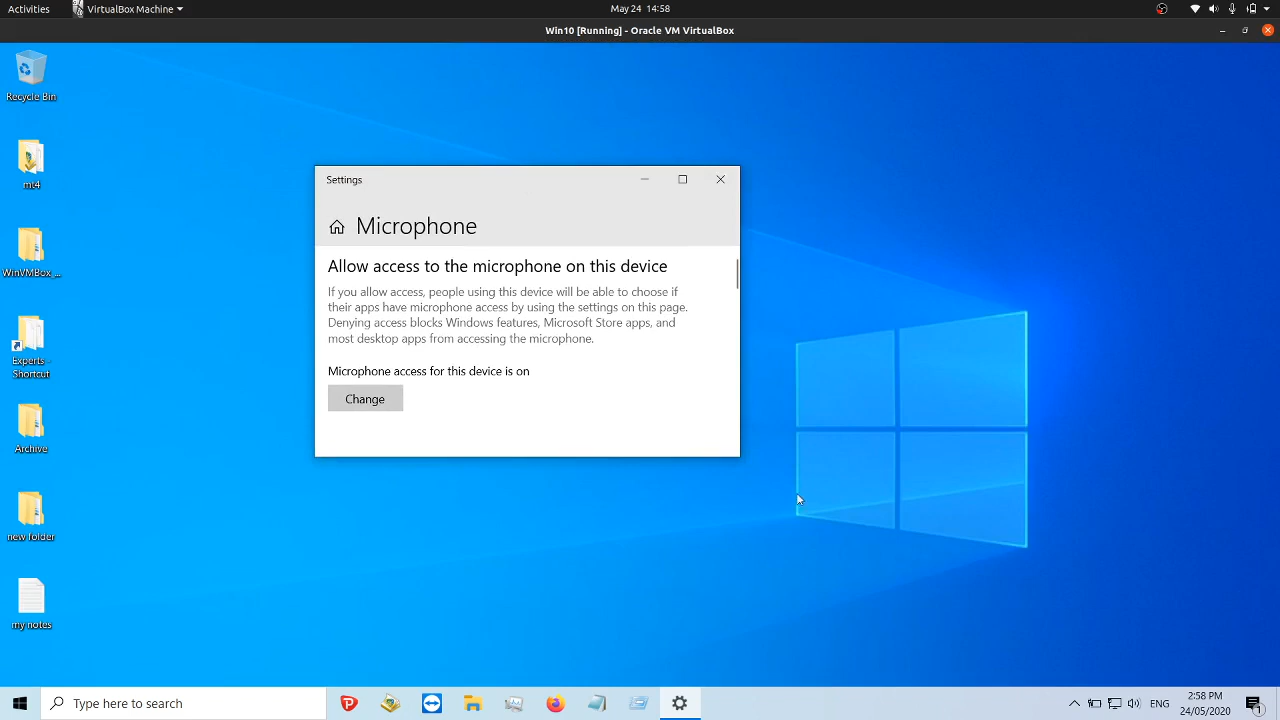 Activities
VirtualBox Machine
May 24 14:58
Win10 [Running] - Oracle VM VirtualBox
Recycle Bin
mt4
WinVMBox_...
Experts - Shortcut
Archive
new folder
my notes
Settings
Microphone
Allow access to the microphone on this device
If you allow access, people using this device will be able to choose if
their apps have microphone access by using the settings on this page.
Denying access blocks Windows features, Microsoft Store apps, and
most desktop apps from accessing the microphone.
Microphone access for this device is on
Change
Type here to search
ENG
2:58 PM
24/05/2020
1